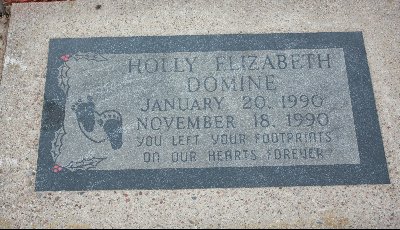 HOLLY ELIZABETH
DOMINE
JANUARY 20, 1990
NOVEMBER 18, 1990
YOU LEFT YOUR FOOTPRINTS
ON OUR HEARTS FOREVER